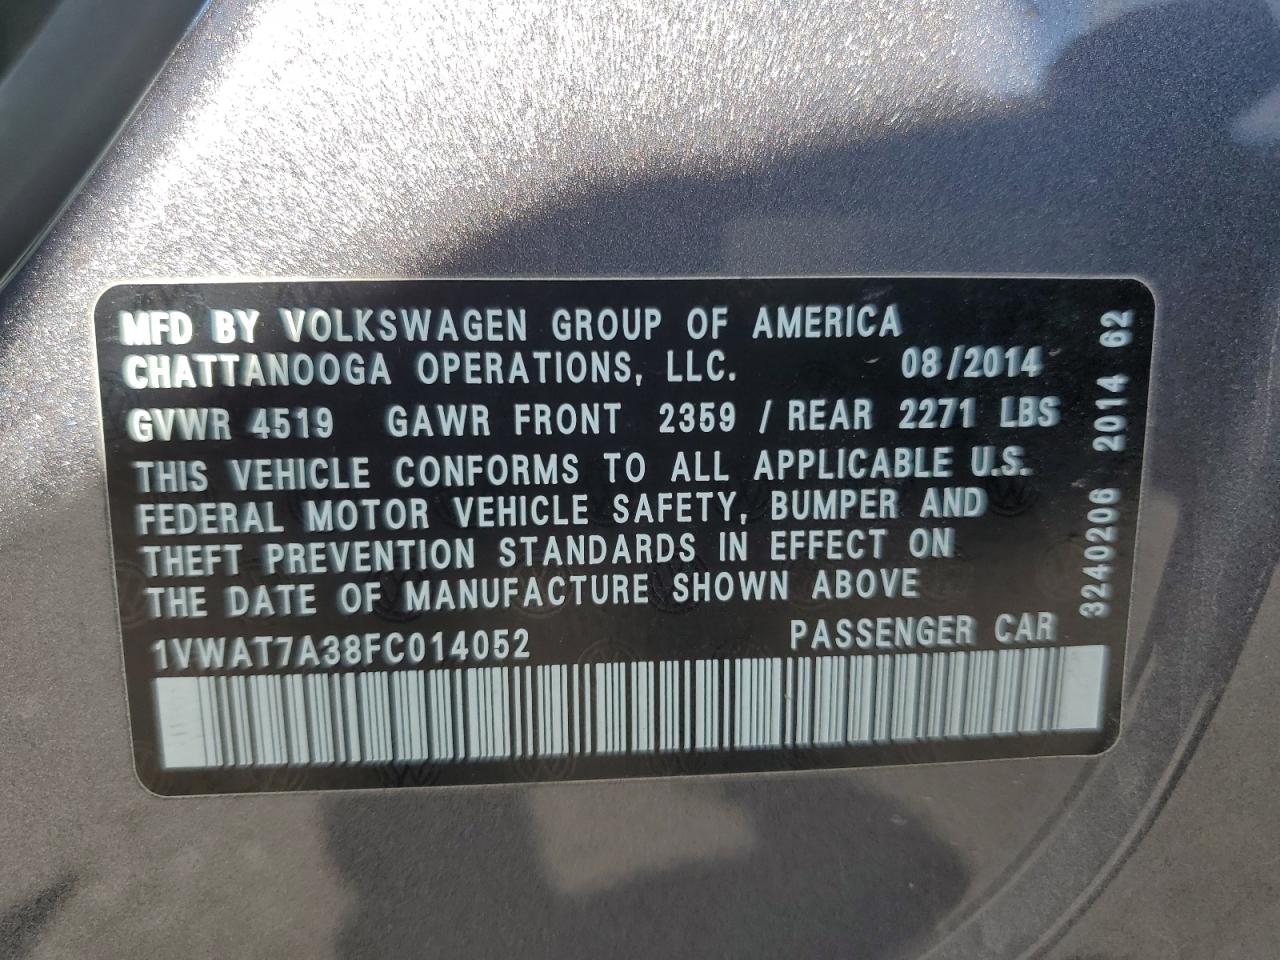 MFD BY VOLKSWAGEN GROUP OF AMERICA
CHATTANOOGA OPERATIONS, LLC. 08/2014
GVWR 4519 GAWR FRONT 2359 / REAR 2271 LBS
THIS VEHICLE CONFORMS TO ALL APPLICABLE U.S.
FEDERAL MOTOR VEHICLE SAFETY, BUMPER AND
THEFT PREVENTION STANDARDS IN EFFECT ON
THE DATE OF MANUFACTURE SHOWN ABOVE
1VWAT7A38FC014052 PASSENGER CAR
3240206 2014 62